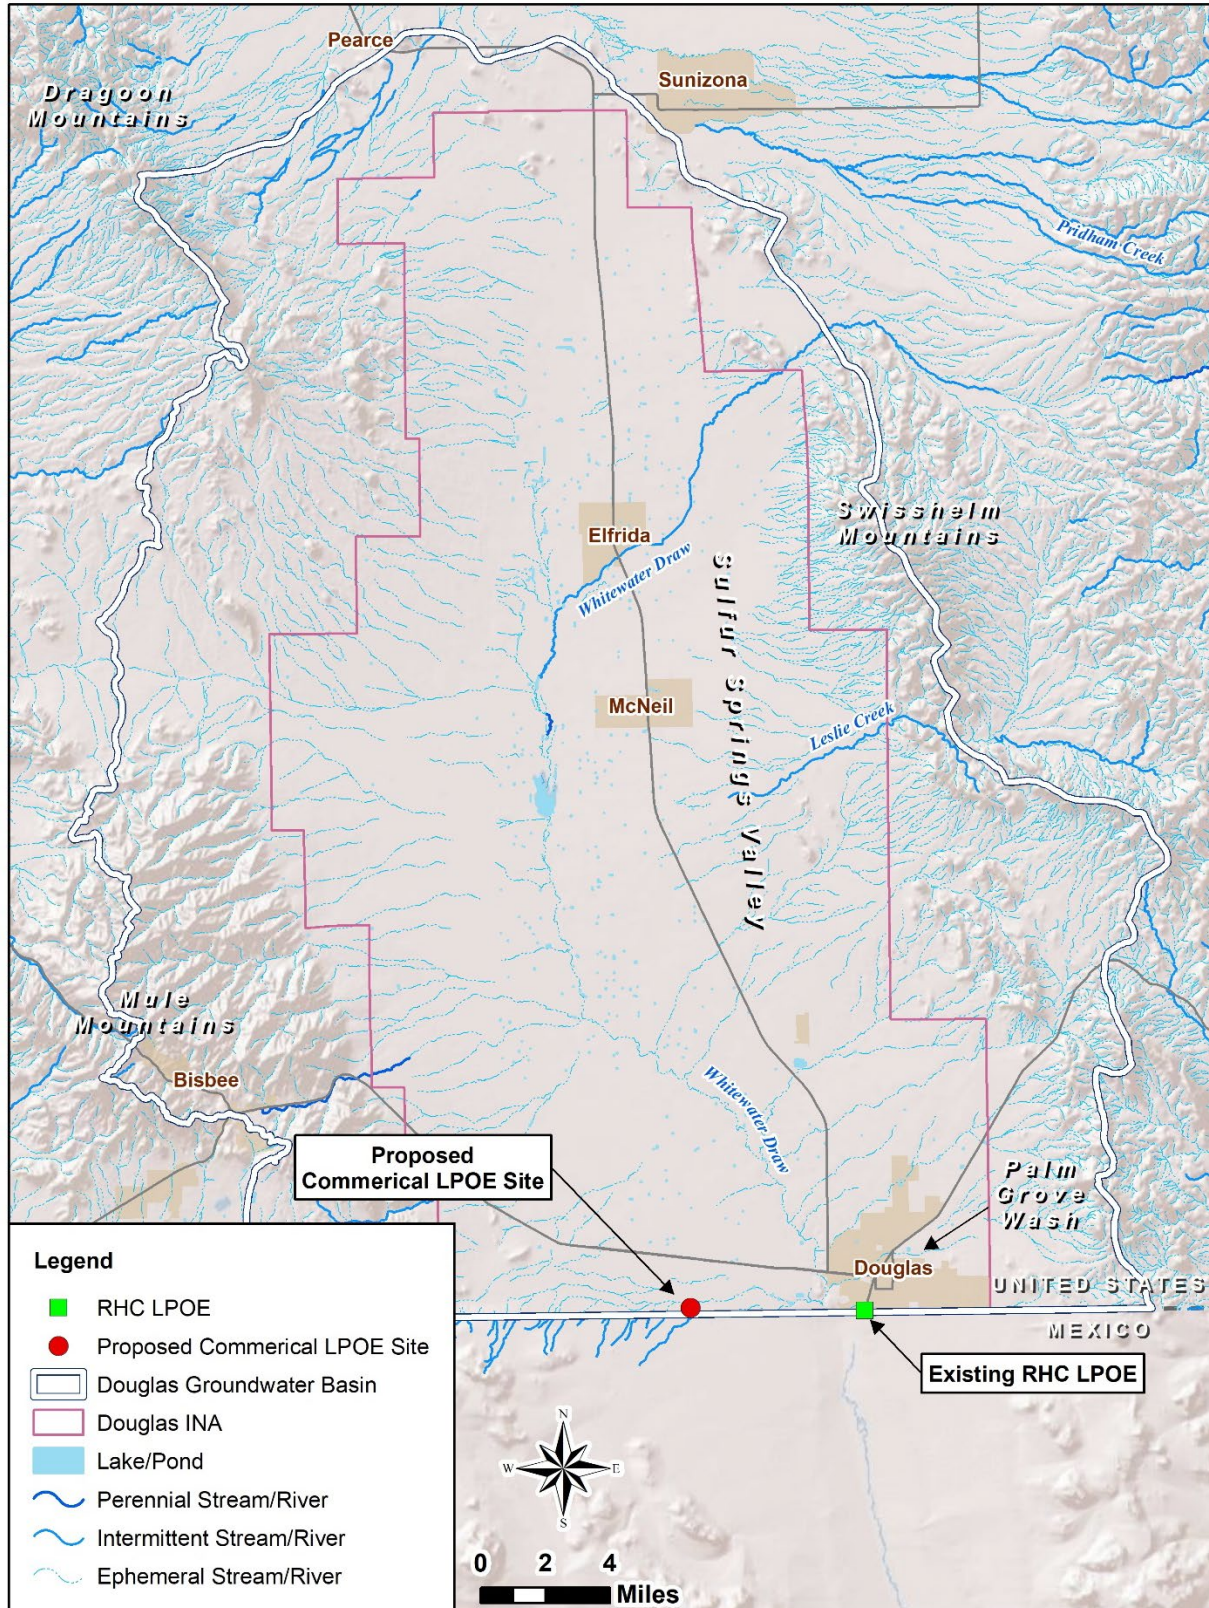 Pearce
Sunizona
Dragoon
Mountains
Pridham Creek
Swisshelm
Mountains
Elfrida
Whitewater Draw
Sulfur Springs Valley
McNeil
Leslie Creek
Mule
Mountains
Bisbee
Whitewater Draw
Proposed
Commerical LPOE Site
Palm
Grove
Wash
Douglas
UNITED STATES
MEXICO
Existing RHC LPOE
Legend
RHC LPOE
Proposed Commerical LPOE Site
Douglas Groundwater Basin
Douglas INA
Lake/Pond
Perennial Stream/River
Intermittent Stream/River
Ephemeral Stream/River
N
W E
S
0 2 4
Miles